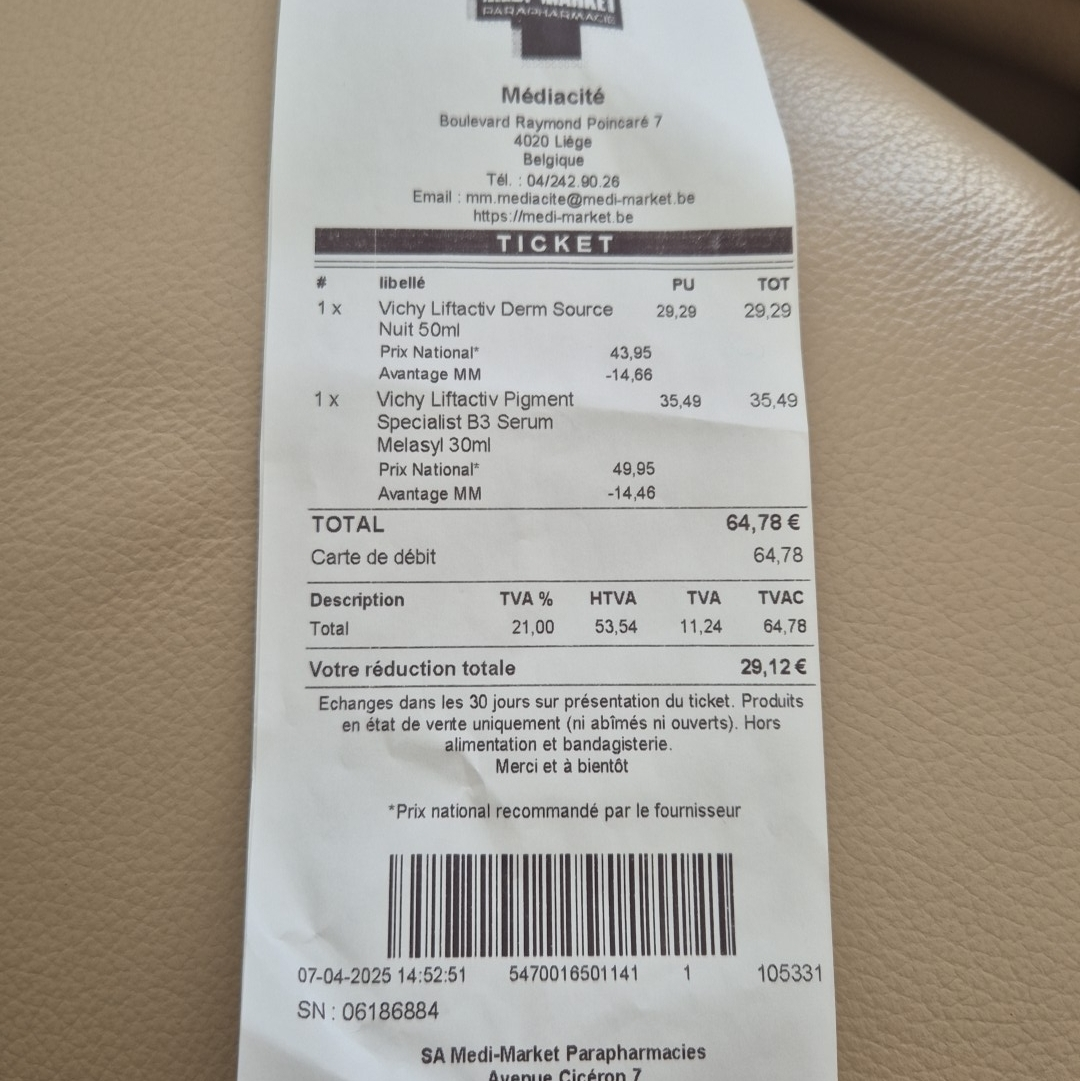 MARKET
PARAPHARMACIE
Médiacité
Boulevard Raymond Poincaré 7
4020 Liège
Belgique
Tél. : 04/242.90.26
Email : mm.mediacite@medi-market.be
https://medi-market.be
TICKET
# libellé PU TOT
1 x Vichy Liftactiv Derm Source 29,29 29,29
Nuit 50ml
Prix National* 43,95
Avantage MM -14,66
1 x Vichy Liftactiv Pigment 35,49 35,49
Specialist B3 Serum
Melasyl 30ml
Prix National* 49,95
Avantage MM -14,46
TOTAL 64,78 €
Carte de débit 64,78
Description TVA % HTVA TVA TVAC
Total 21,00 53,54 11,24 64,78
Votre réduction totale 29,12 €
Echanges dans les 30 jours sur présentation du ticket. Produits
en état de vente uniquement (ni abîmés ni ouverts). Hors
alimentation et bandagisterie.
Merci et à bientôt
*Prix national recommandé par le fournisseur
07-04-2025 14:52:51 5470016501141 1 105331
SN : 06186884
SA Medi-Market Parapharmacies
Avenue Cicéron 7